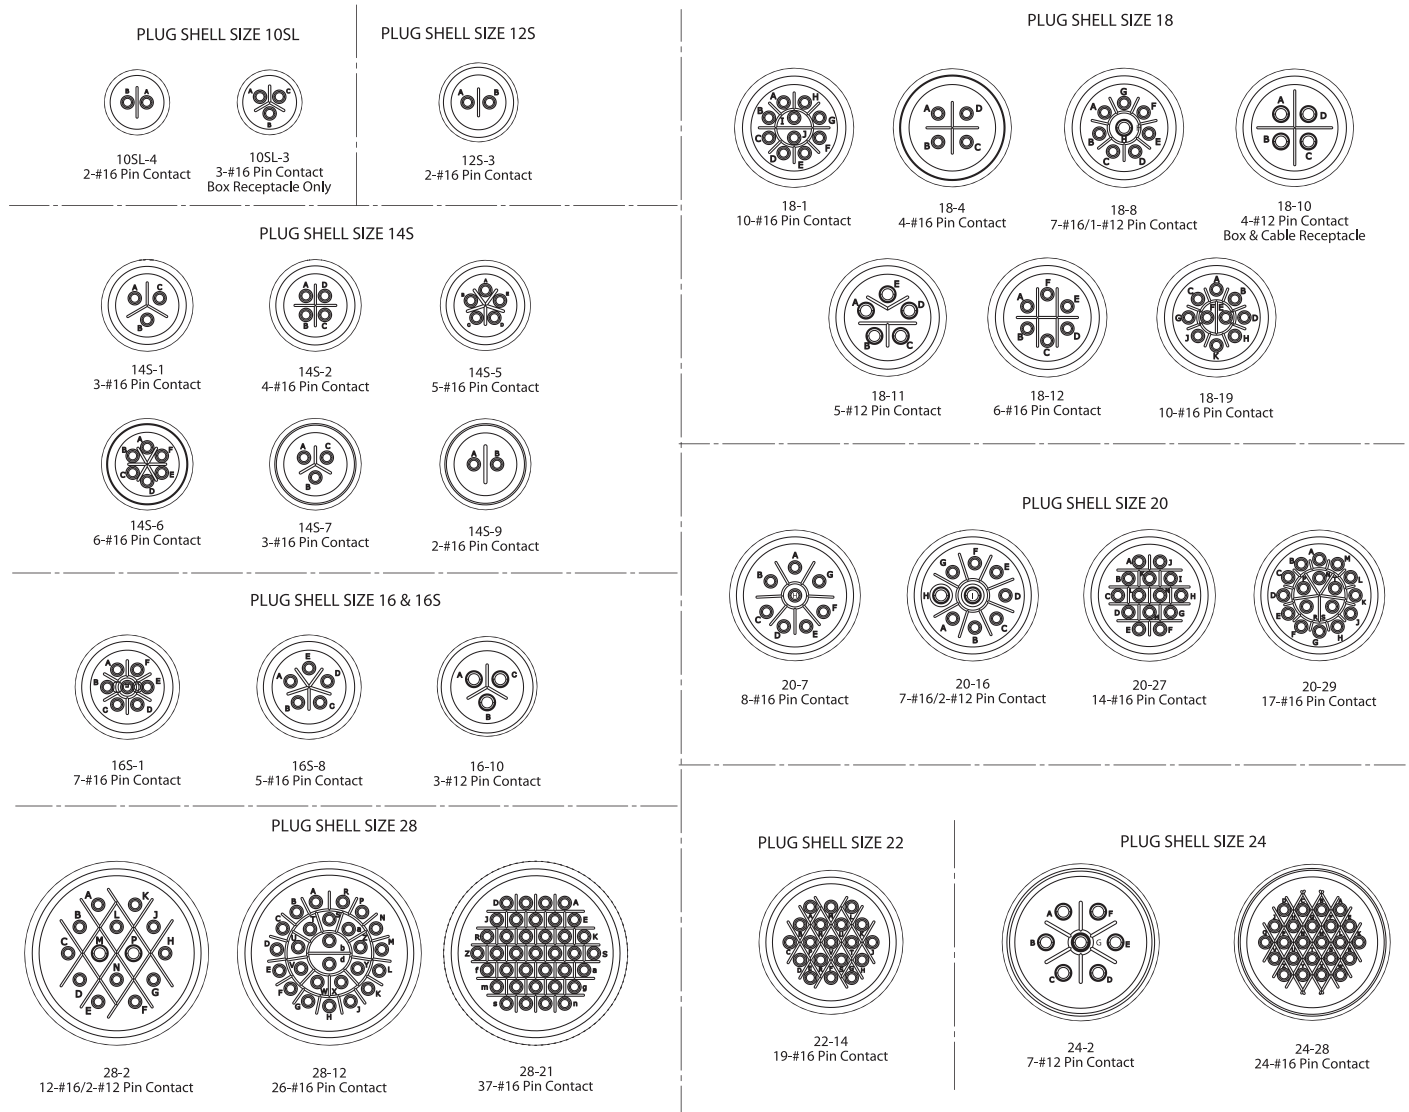 PLUG SHELL SIZE 10SL
B A
10SL-4
2-#16 Pin Contact
A C
B
10SL-3
3-#16 Pin Contact
Box Receptacle Only
PLUG SHELL SIZE 12S
A B
12S-3
2-#16 Pin Contact
PLUG SHELL SIZE 14S
A C
B
14S-1
3-#16 Pin Contact
A D
B C
14S-2
4-#16 Pin Contact
A
14S-5
5-#16 Pin Contact
A
B F
C E
D
14S-6
6-#16 Pin Contact
A C
B
14S-7
3-#16 Pin Contact
A B
14S-9
2-#16 Pin Contact
PLUG SHELL SIZE 16 & 16S
A F
B E
C D
16S-1
7-#16 Pin Contact
E
A D
B C
16S-8
5-#16 Pin Contact
A C
B
16-10
3-#12 Pin Contact
PLUG SHELL SIZE 28
A K
B L J
C M P H
N
D G
E F
28-2
12-#16/2-#12 Pin Contact
A R
B P
C N
D b M
E d L
F W X K
G J
H
28-12
26-#16 Pin Contact
D A
J E
R K
Z S
f a
m g
s n
28-21
37-#16 Pin Contact
PLUG SHELL SIZE 18
A H
B I G
C J F
D E
18-1
10-#16 Pin Contact
A D
B C
18-4
4-#16 Pin Contact
G
A F
B H E
C D
18-8
7-#16/1-#12 Pin Contact
A D
B C
18-10
4-#12 Pin Contact
Box & Cable Receptacle
E
A D
B C
18-11
5-#12 Pin Contact
F
A E
B D
C
18-12
6-#16 Pin Contact
A
C B
G F E D
J H
K
18-19
10-#16 Pin Contact
PLUG SHELL SIZE 20
A
B G
H
C F
D E
20-7
8-#16 Pin Contact
F
G E
H I D
A C
B
20-16
7-#16/2-#12 Pin Contact
A J
B I
C H
D G
E F
20-27
14-#16 Pin Contact
A
B M
C L
D K
E J
F H
G
20-29
17-#16 Pin Contact
PLUG SHELL SIZE 22
22-14
19-#16 Pin Contact
PLUG SHELL SIZE 24
A F
B G E
C D
24-2
7-#12 Pin Contact
24-28
24-#16 Pin Contact